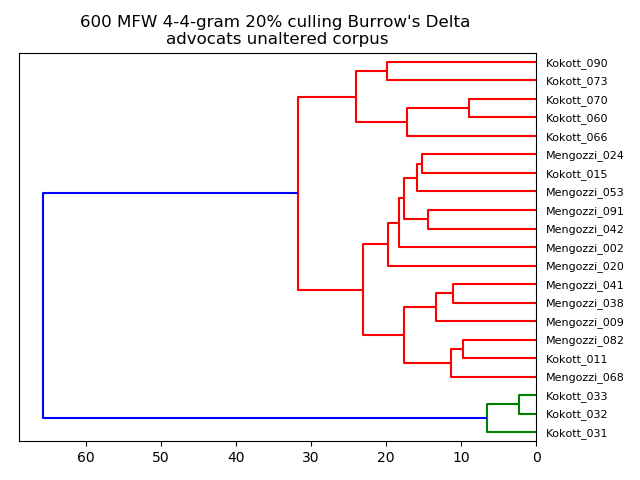 600 MFW 4-4-gram 20% culling Burrow's Delta
advocats unaltered corpus
Kokott_090
Kokott_073
Kokott_070
Kokott_060
Kokott_066
Mengozzi_024
Kokott_015
Mengozzi_053
Mengozzi_091
Mengozzi_042
Mengozzi_002
Mengozzi_020
Mengozzi_041
Mengozzi_038
Mengozzi_009
Mengozzi_082
Kokott_011
Mengozzi_068
Kokott_033
Kokott_032
Kokott_031
60 50 40 30 20 10 0